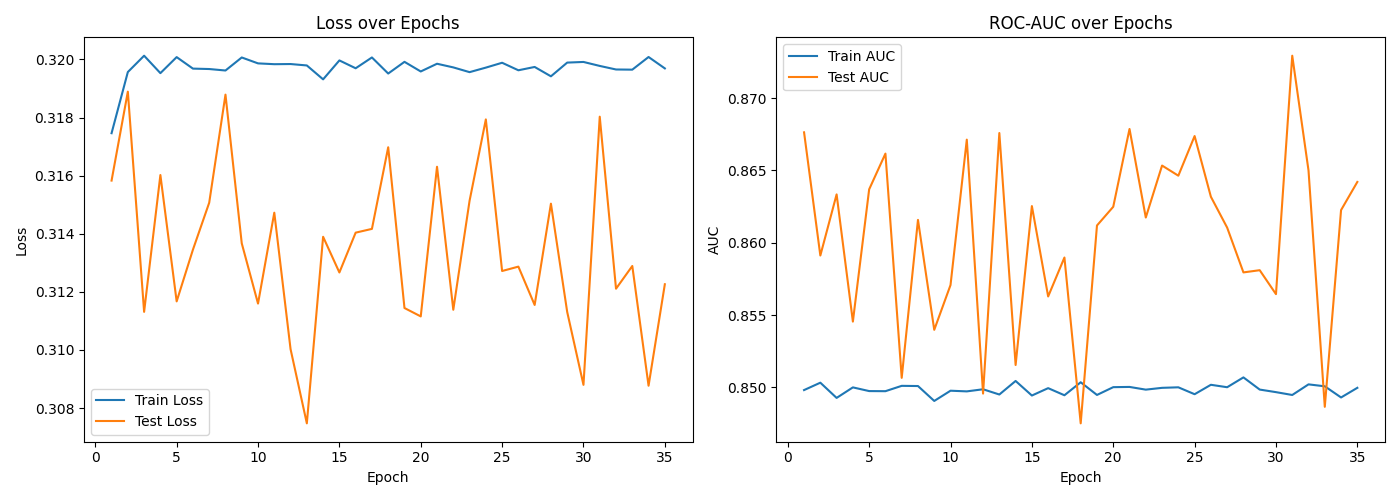 Loss over Epochs
Loss
0.320
0.318
0.316
0.314
0.312
0.310
0.308
Train Loss
Test Loss
0 5 10 15 20 25 30 35
Epoch
ROC-AUC over Epochs
AUC
Train AUC
Test AUC
0.870
0.865
0.860
0.855
0.850
0 5 10 15 20 25 30 35
Epoch